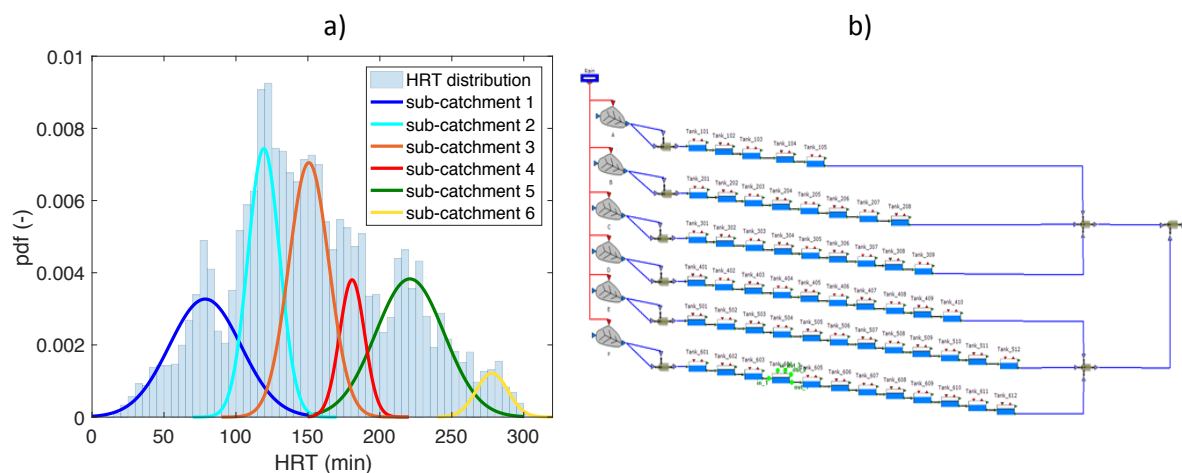 a)
b)
0.01
0.008
0.006
0.004
0.002
0
pdf (-)
HRT distribution
sub-catchment 1
sub-catchment 2
sub-catchment 3
sub-catchment 4
sub-catchment 5
sub-catchment 6
0 50 100 150 200 250 300
HRT (min)
Rain
A
Tank_101 Tank_102 Tank_103 Tank_104 Tank_105
B
Tank_201 Tank_202 Tank_203 Tank_204 Tank_205 Tank_206 Tank_207 Tank_208
C
Tank_301 Tank_302 Tank_303 Tank_304 Tank_305 Tank_306 Tank_307 Tank_308 Tank_309
D
Tank_401 Tank_402 Tank_403 Tank_404 Tank_405 Tank_406 Tank_407 Tank_408 Tank_409 Tank_410
E
Tank_501 Tank_502 Tank_503 Tank_504 Tank_505 Tank_506 Tank_507 Tank_508 Tank_509 Tank_510 Tank_511 Tank_512
F
Tank_601 Tank_602 Tank_603 Tank_605 Tank_606 Tank_607 Tank_608 Tank_609 Tank_610 Tank_611 Tank_612